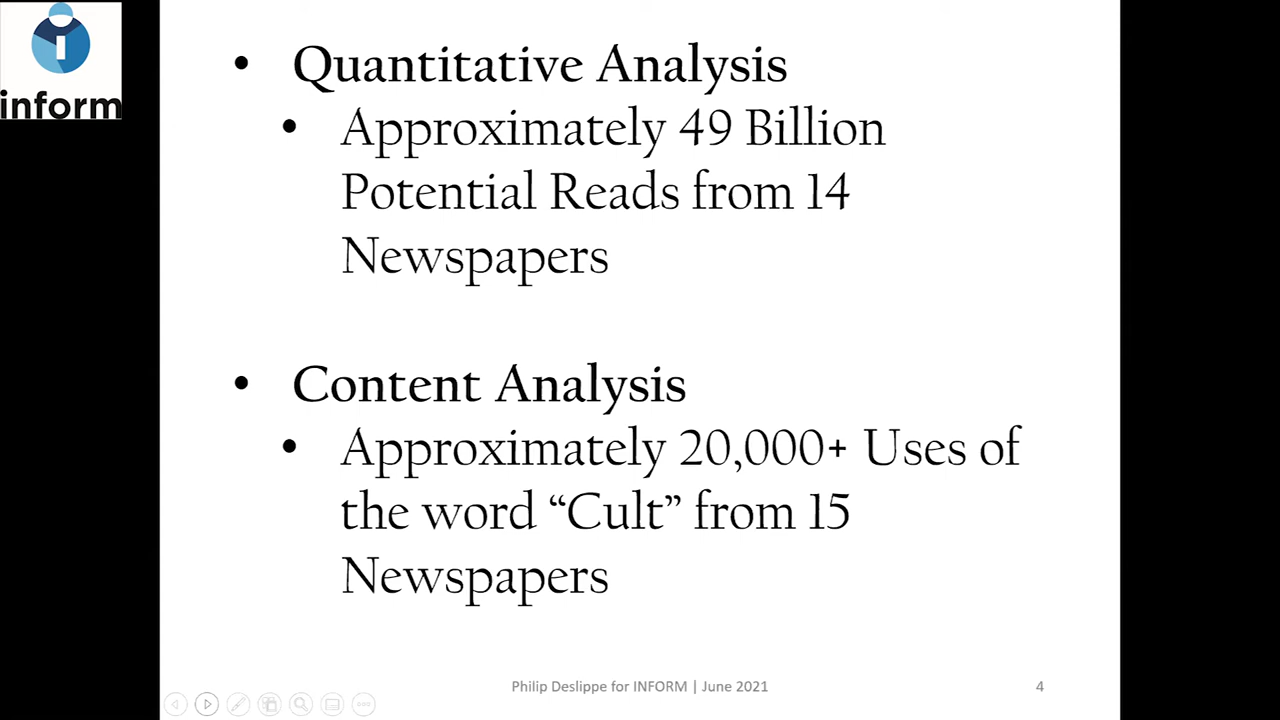 inform
• Quantitative Analysis
• Approximately 49 Billion
Potential Reads from 14
Newspapers
• Content Analysis
• Approximately 20,000+ Uses of
the word “Cult” from 15
Newspapers
Philip Deslippe for INFORM | June 2021
4